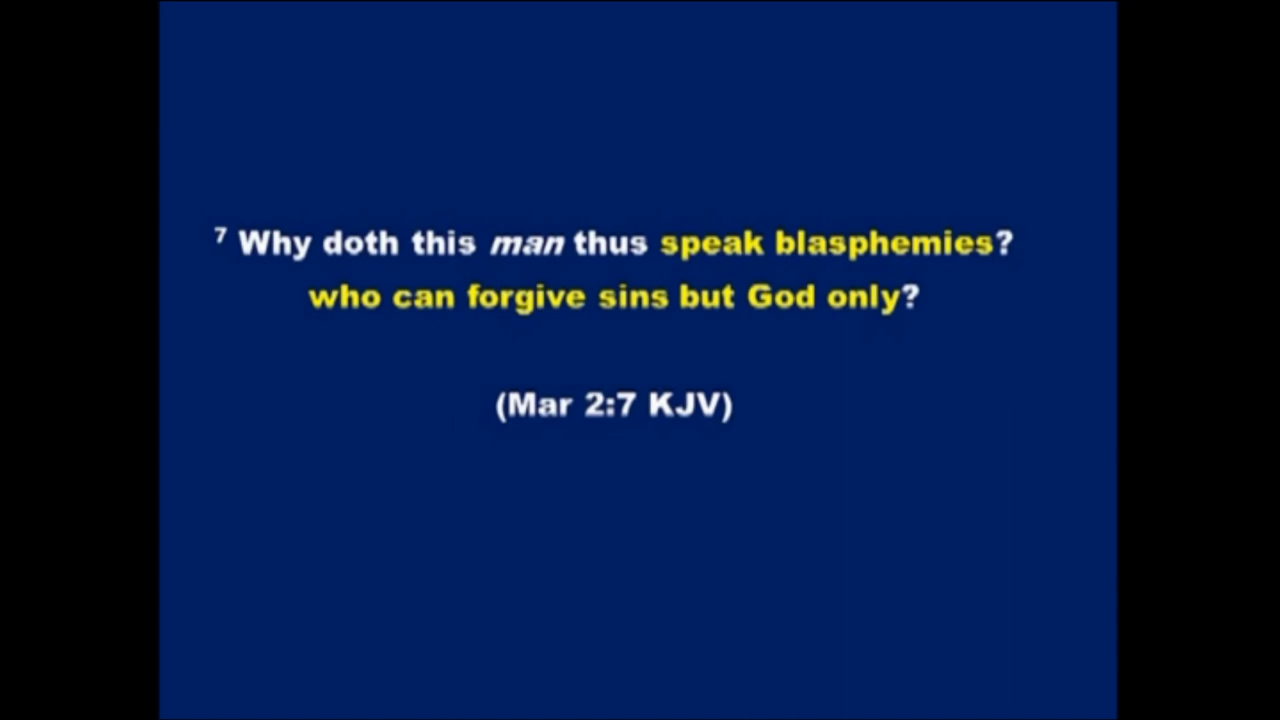 7 Why doth this man thus speak blasphemies?
who can forgive sins but God only?
(Mar 2:7 KJV)